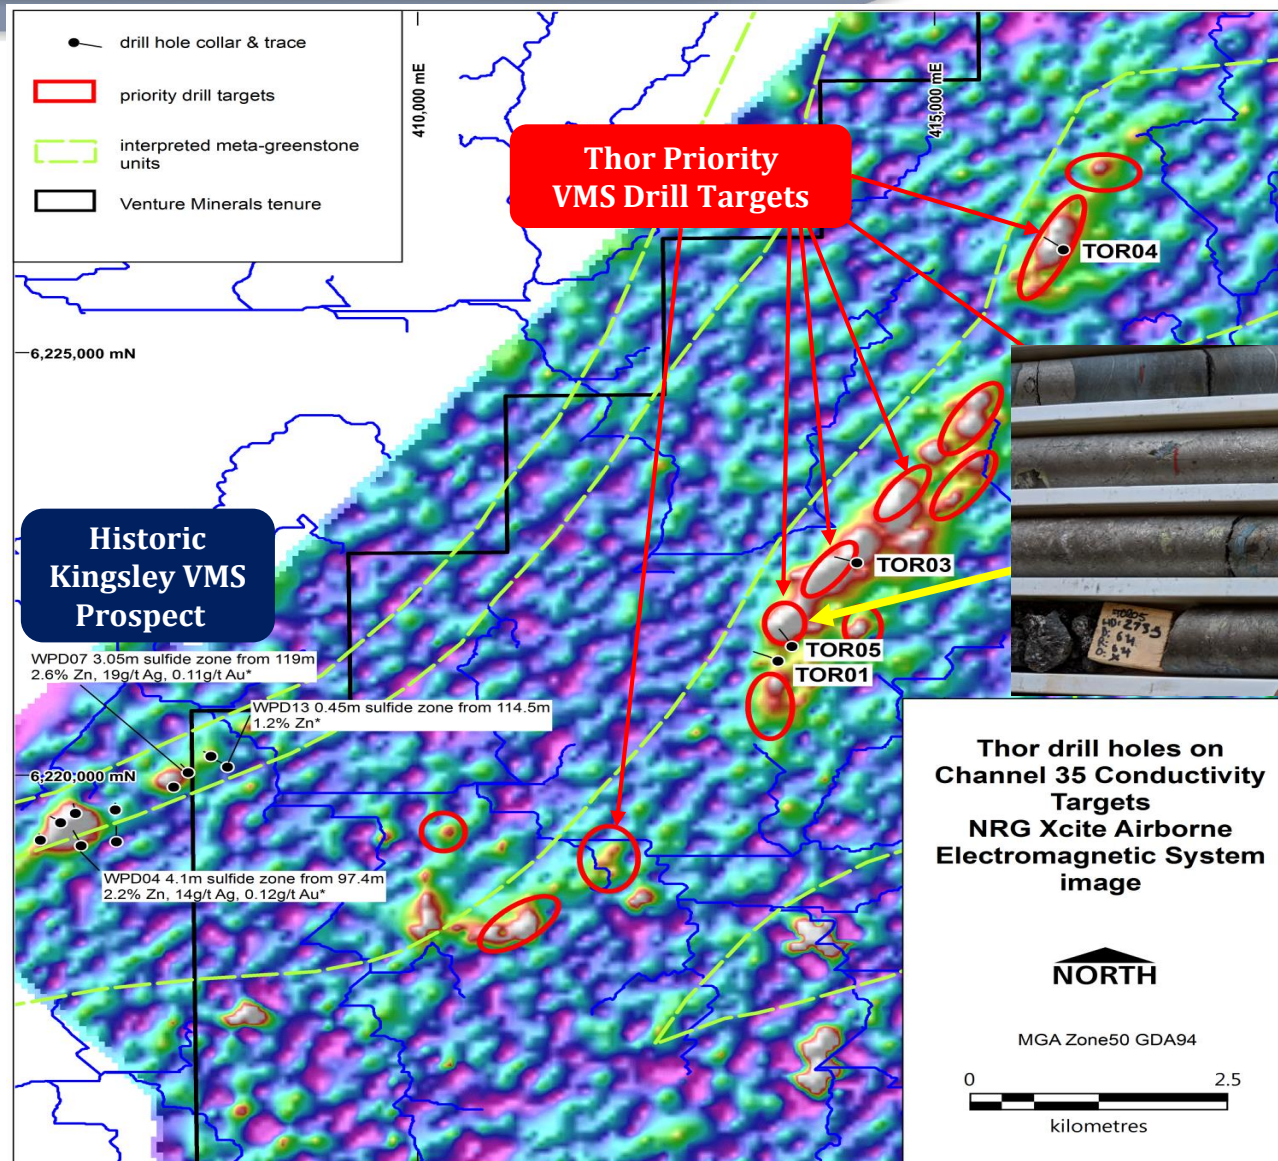 drill hole collar & trace
priority drill targets
interpreted meta-greenstone
units
Venture Minerals tenure
410,000 mE
415,000 mE
Thor Priority
VMS Drill Targets
TOR04
6,225,000 mN
Historic
Kingsley VMS
Prospect
TOR03
TOR05
TOR01
TOR05
WPD07 3.05m sulfide zone from 119m
2.6% Zn, 19g/t Ag, 0.11g/t Au*
WPD13 0.45m sulfide zone from 114.5m
1.2% Zn*
6,220,000 mN
WPD04 4.1m sulfide zone from 97.4m
2.2% Zn, 14g/t Ag, 0.12g/t Au*
Thor drill holes on
Channel 35 Conductivity
Targets
NRG Xcite Airborne
Electromagnetic System
image
NORTH
MGA Zone50 GDA94
0 2.5
kilometres